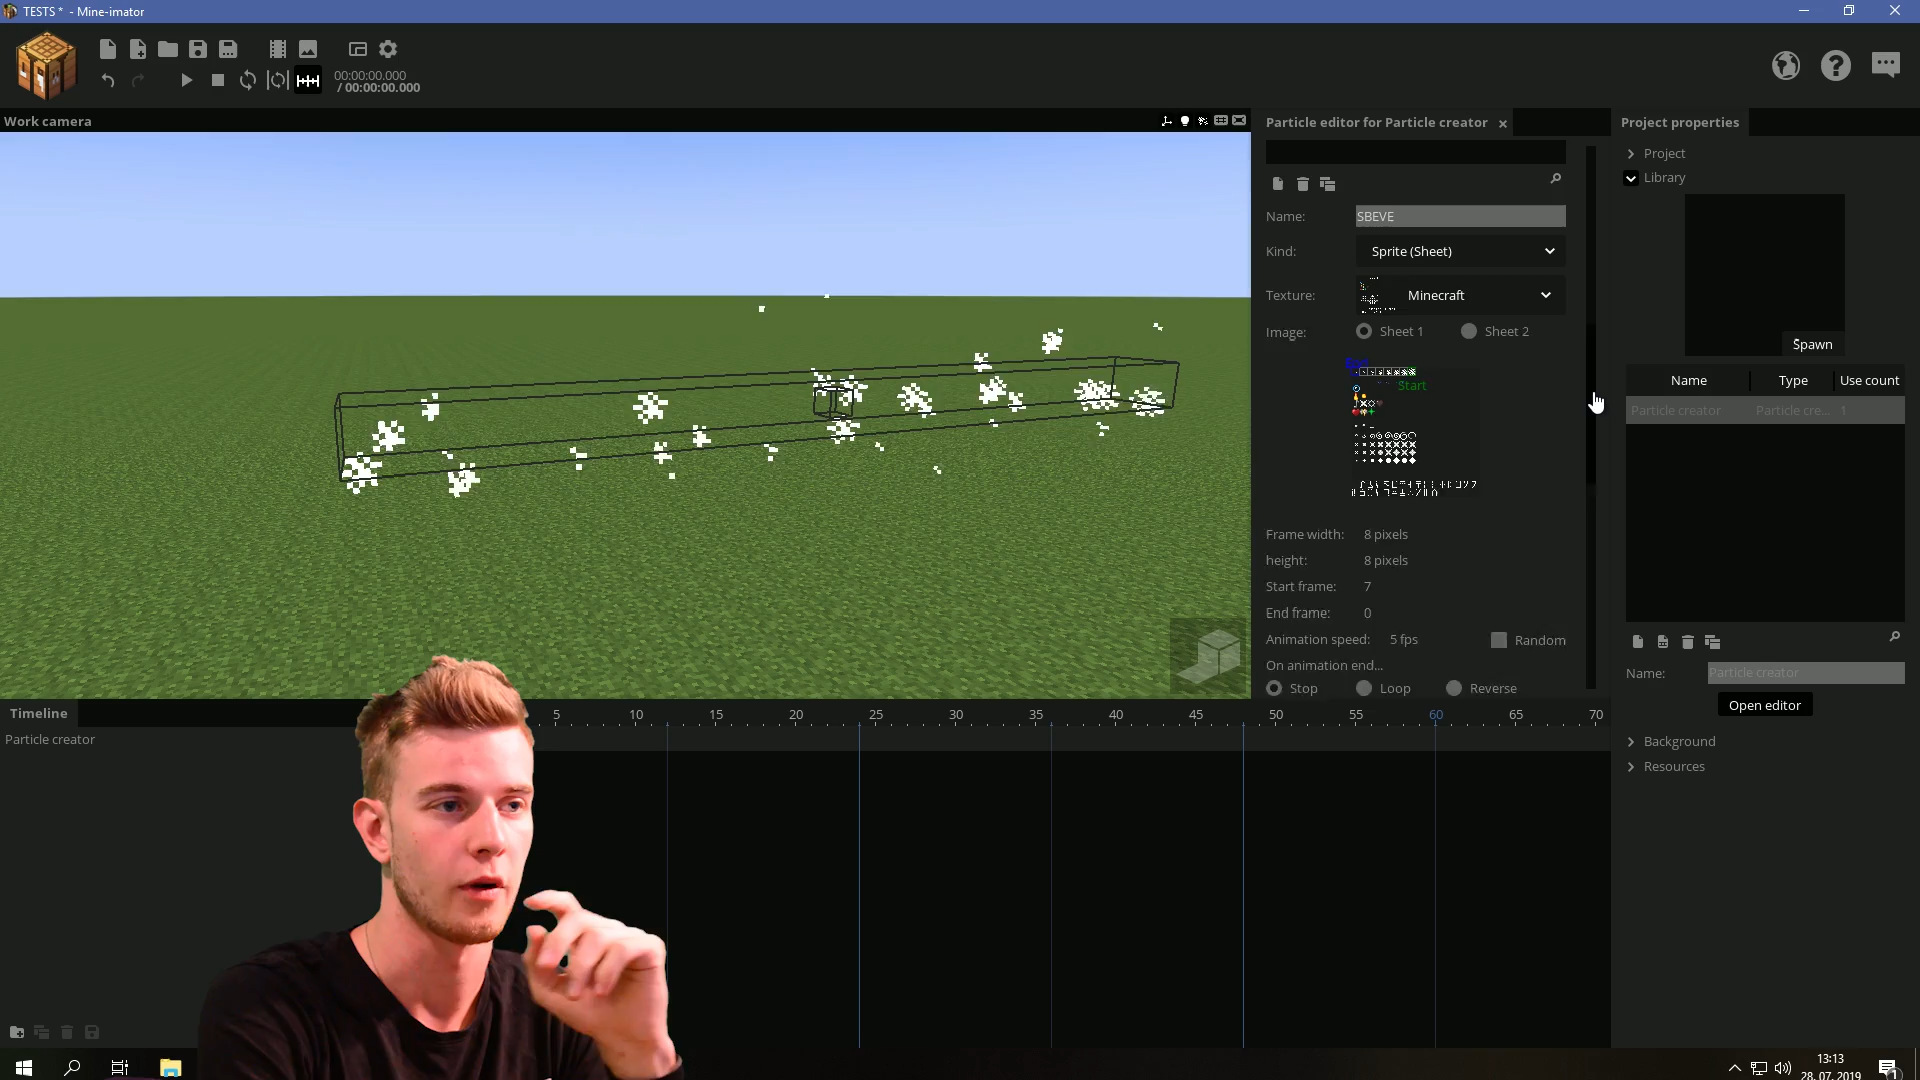 TESTS * - Mine-imator
00:00:00.000
/ 00:00:00.000
Work camera
Particle editor for Particle creator
Name: SBEVE
Kind: Sprite (Sheet)
Texture: Minecraft
Image: Sheet 1 Sheet 2
Start
Frame width: 8 pixels
height: 8 pixels
Start frame: 7
End frame: 0
Animation speed: 5 fps Random
On animation end...
Stop Loop Reverse
Project properties
Project
Library
Spawn
Name Type Use count
Particle creator Particle cre... 1
Name: Particle creator
Open editor
Background
Resources
Timeline
5 10 15 20 25 30 35 40 45 50 55 60 65 70
Particle creator
13:13
28.07.2019
1